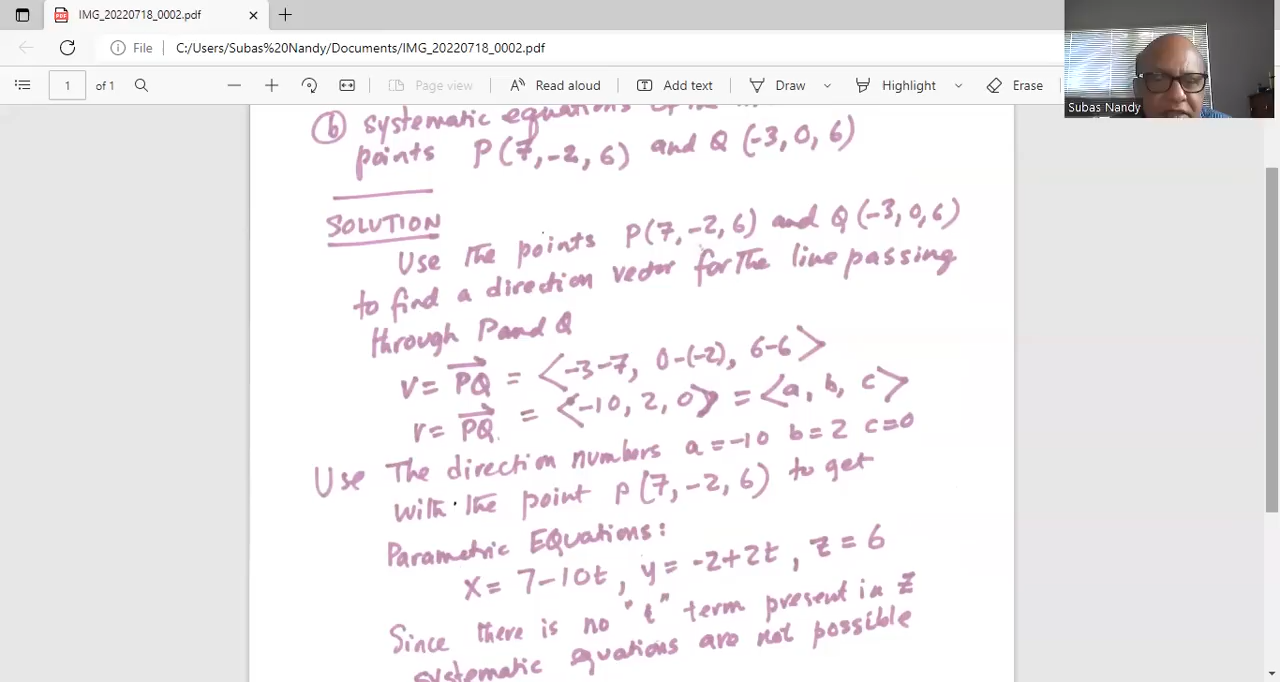 IMG_20220718_0002.pdf
File C:/Users/Subas%20Nandy/Documents/IMG_20220718_0002.pdf
1 of 1 Page view Read aloud Add text Draw Highlight Erase
Subas Nandy
(b) systematic equations
points P(7,-2,6) and Q(-3,0,6)
SOLUTION
Use the points P(7,-2,6) and Q(-3,0,6)
to find a direction vector for the line passing
through P and Q
v = PQ = <-3-7, 0-(-2), 6-6>
v = PQ = <-10, 2, 0> = <a, b, c>
Use The direction numbers a=-10 b=2 c=0
with the point P(7,-2,6) to get
Parametric EQuations:
x = 7-10t, y = -2+2t, z = 6
Since there is no "t" term present in z
systematic equations are not possible